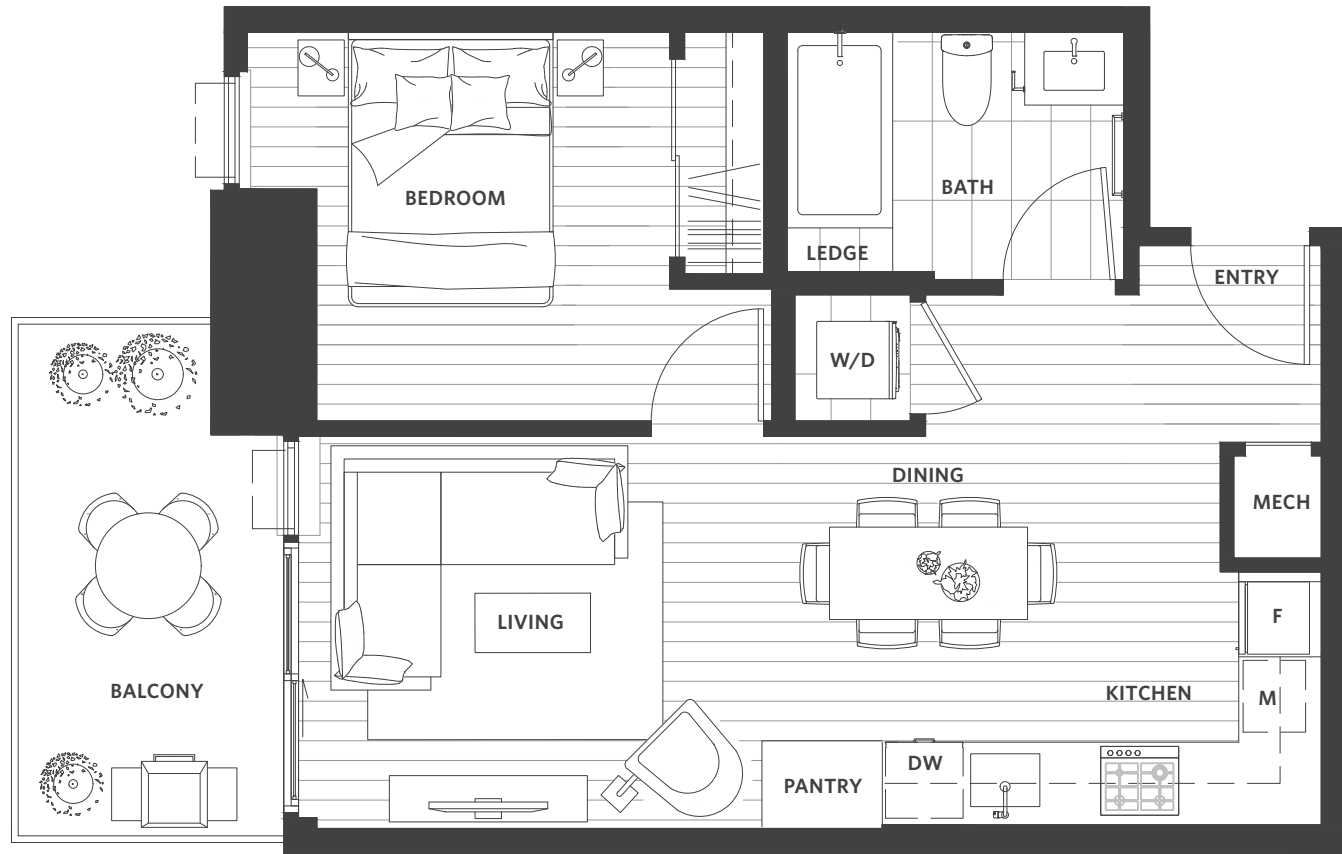 BEDROOM
BATH
LEDGE
ENTRY
W/D
DINING
MECH
LIVING
F
BALCONY
KITCHEN
M
PANTRY
DW